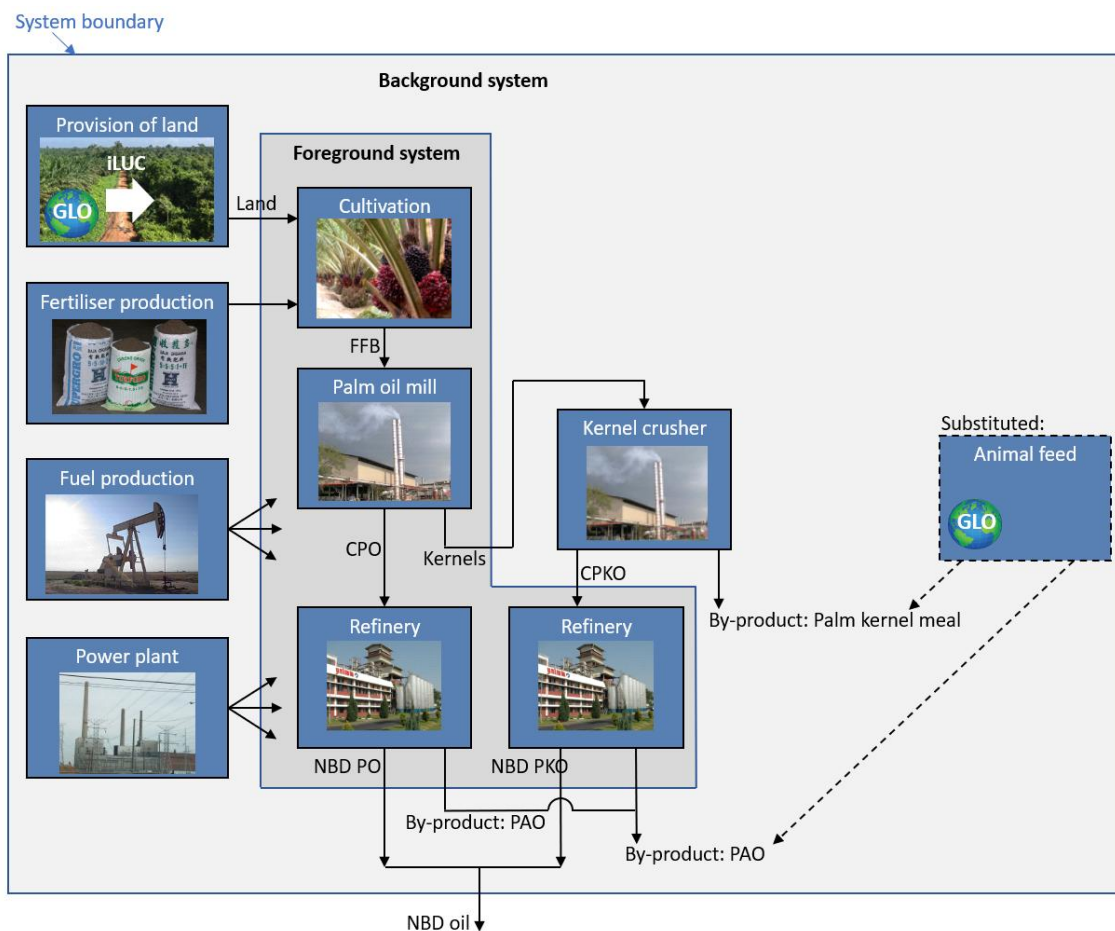 System boundary
Background system
Provision of land
iLUC
GLO
Land
Foreground system
Cultivation
Fertiliser production
FFB
Palm oil mill
Kernel crusher
Substituted:
Animal feed
GLO
Fuel production
CPO
Kernels
CPKO
By-product: Palm kernel meal
Refinery
Refinery
Power plant
NBD PO
NBD PKO
By-product: PAO
By-product: PAO
NBD oil